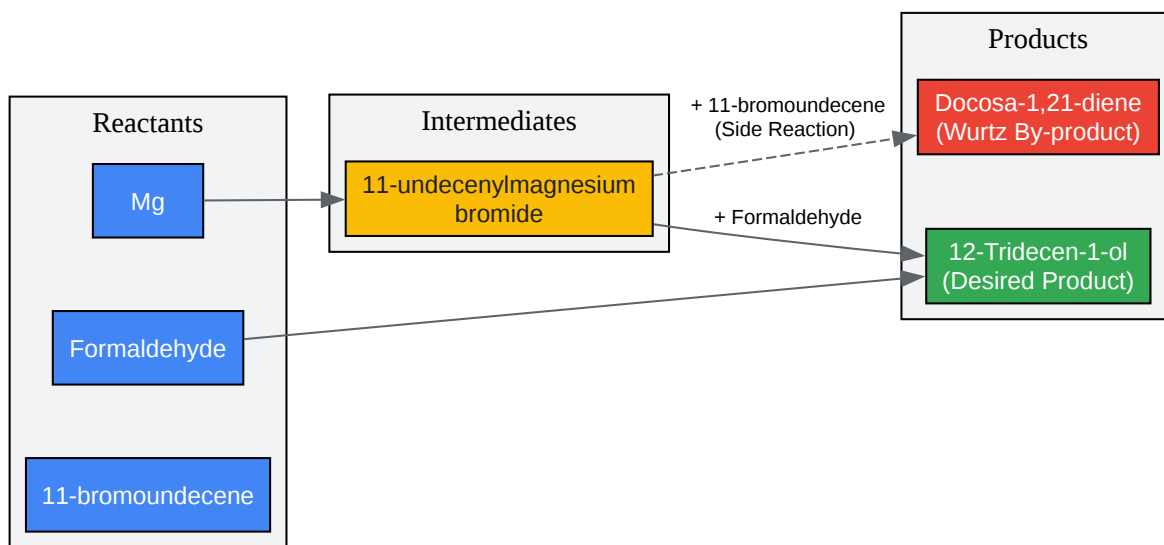 Reactants
Mg
Formaldehyde
11-bromoundecene
Intermediates
11-undecenylmagnesium
bromide
+ 11-bromoundecene
(Side Reaction)
+ Formaldehyde
Products
Docosa-1,21-diene
(Wurtz By-product)
12-Tridecen-1-ol
(Desired Product)